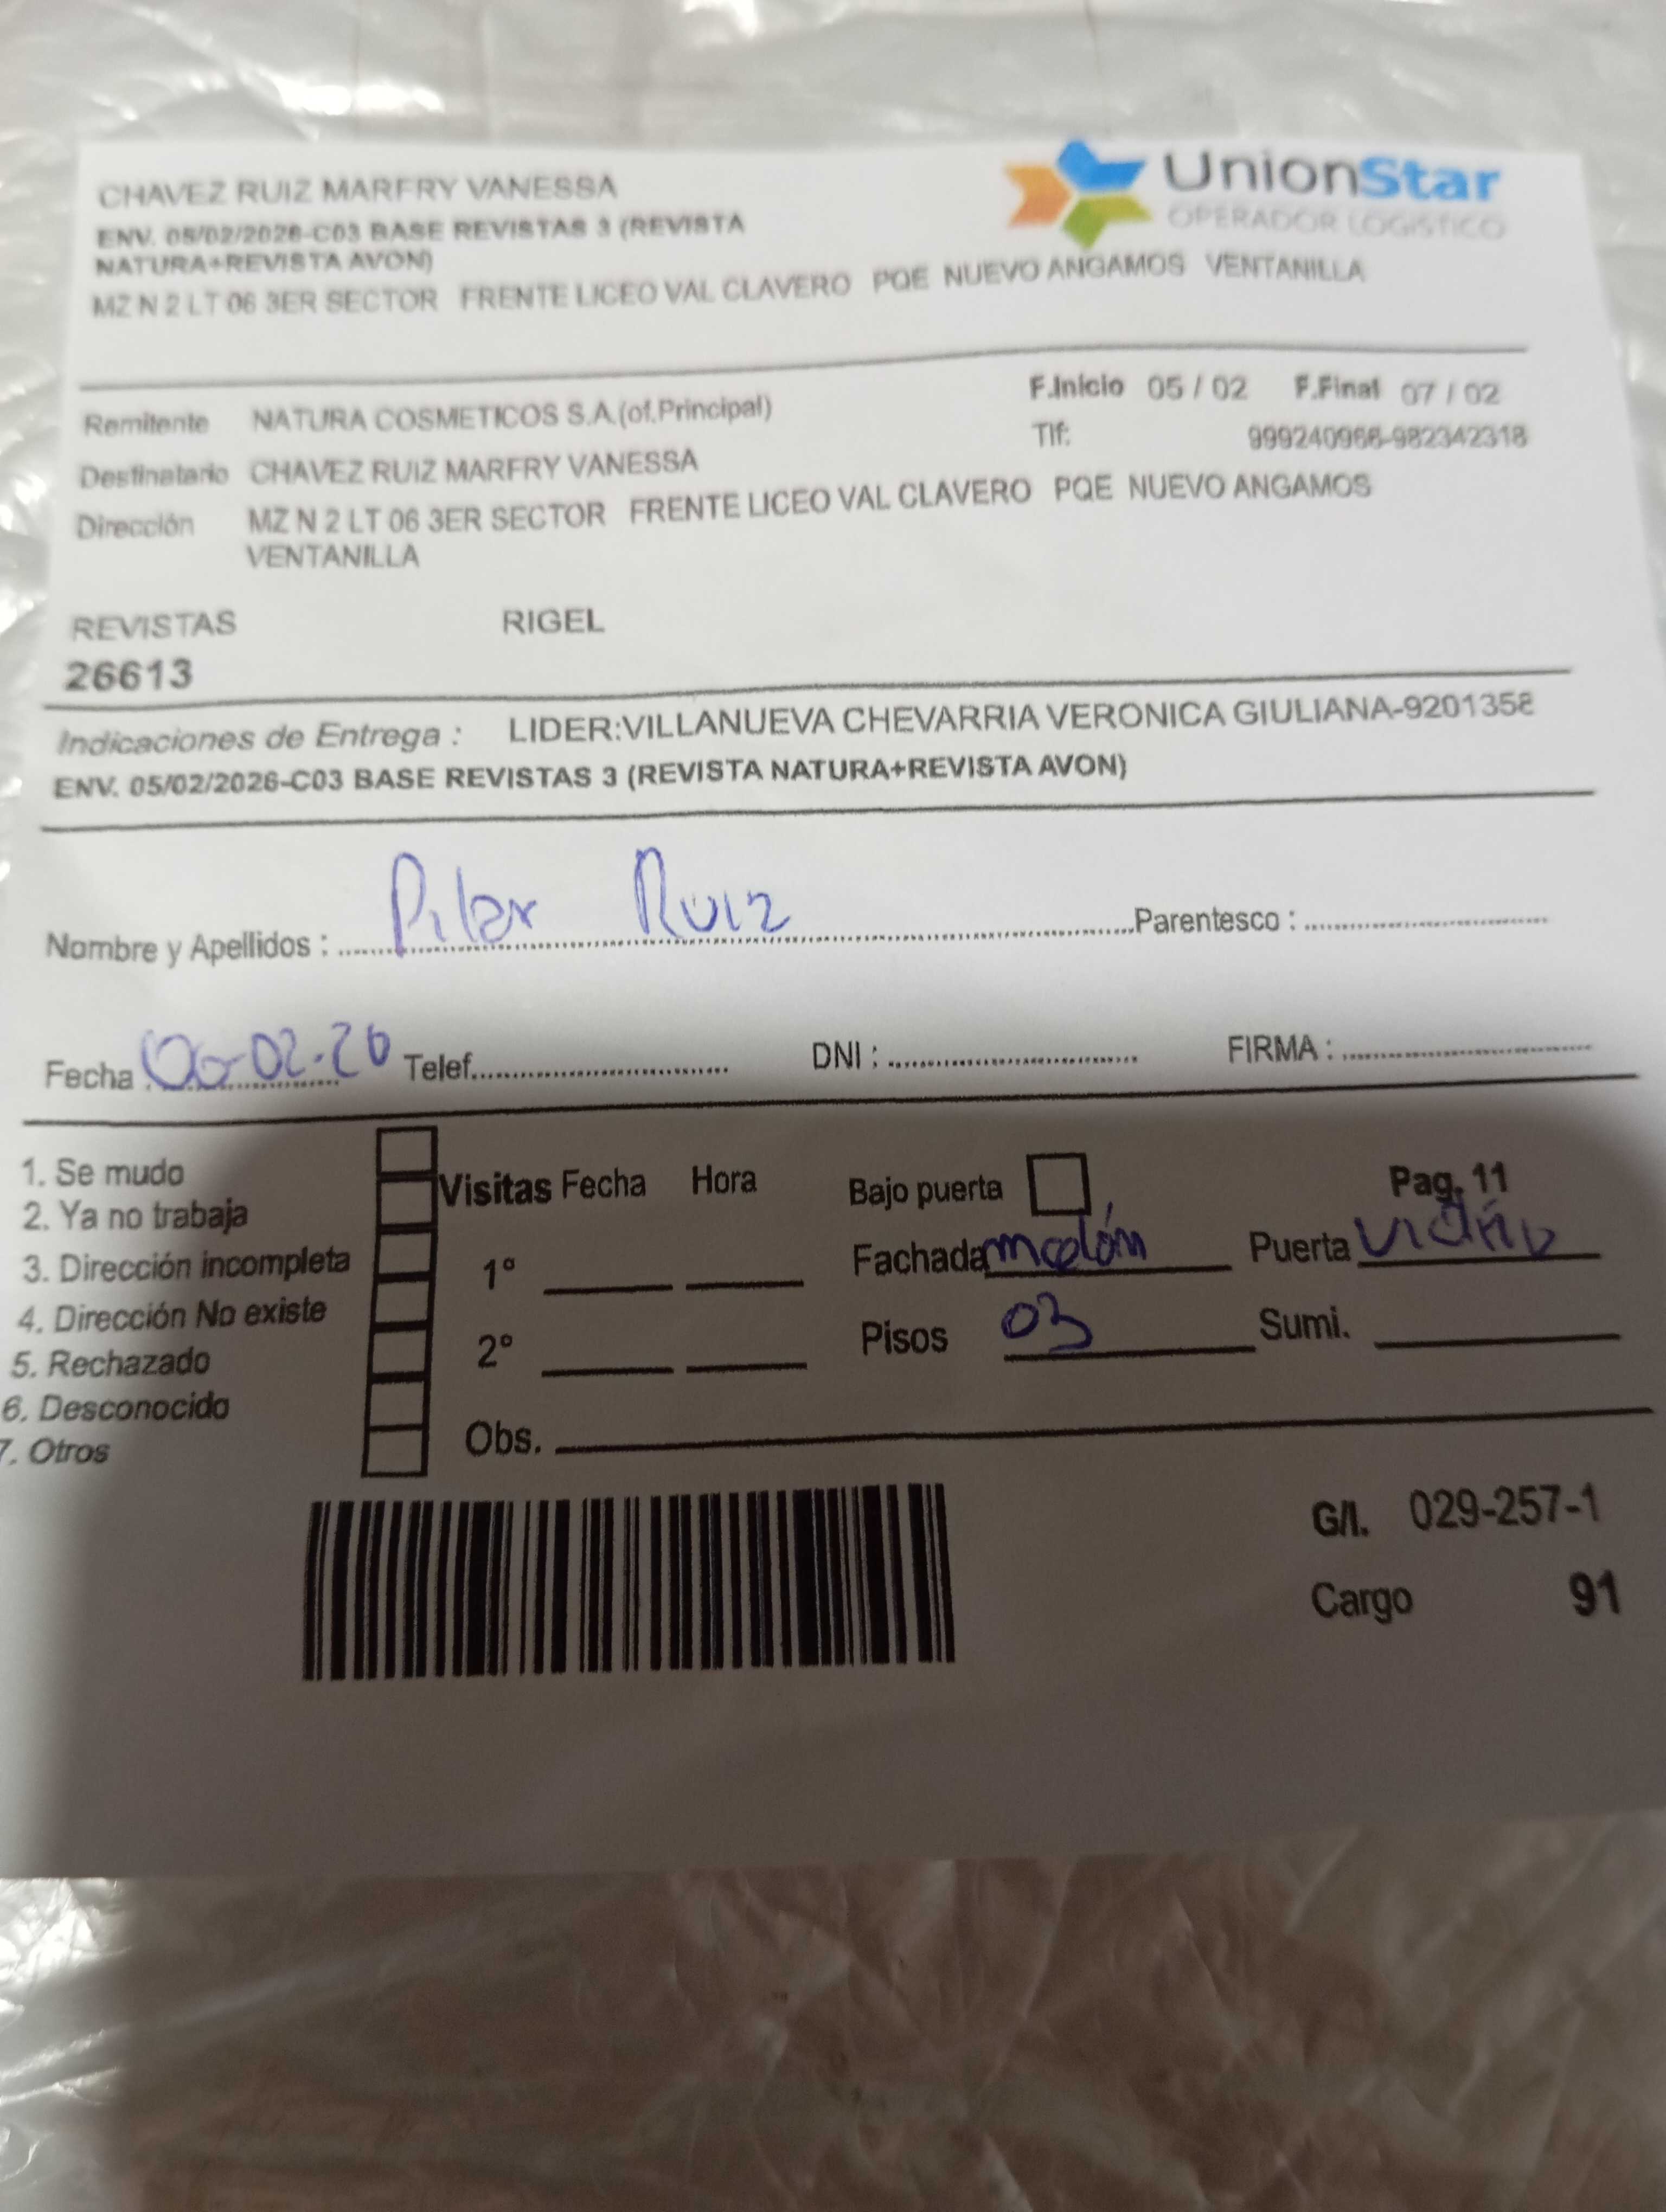 CHAVEZ RUIZ MARFRY VANESSA
UnionStar
OPERADOR LOGISTICO
ENV. 05/02/2026-C03 BASE REVISTAS 3 (REVISTA
NATURA+REVISTA AVON)
MZ N 2 LT 06 3ER SECTOR FRENTE LICEO VAL CLAVERO PQE NUEVO ANGAMOS VENTANILLA
Remitente NATURA COSMETICOS S.A.(of.Principal) F.Inicio 05 / 02 F.Final 07 / 02
Tlf: 999240966-982342318
Destinatario CHAVEZ RUIZ MARFRY VANESSA
Dirección MZ N 2 LT 06 3ER SECTOR FRENTE LICEO VAL CLAVERO PQE NUEVO ANGAMOS
VENTANILLA
REVISTAS RIGEL
26613
Indicaciones de Entrega : LIDER:VILLANUEVA CHEVARRIA VERONICA GIULIANA-9201358
ENV. 05/02/2026-C03 BASE REVISTAS 3 (REVISTA NATURA+REVISTA AVON)
Nombre y Apellidos : Pilar Ruiz Parentesco :
Fecha : 06-02-26 Telef. DNI : FIRMA :
1. Se mudo
2. Ya no trabaja
3. Dirección incompleta
4. Dirección No existe
5. Rechazado
6. Desconocido
7. Otros
Visitas Fecha Hora
1°
2°
Obs.
Bajo puerta Pag. 11
Fachada melón Puerta
Pisos 03 Sumi.
G/I. 029-257-1
Cargo 91